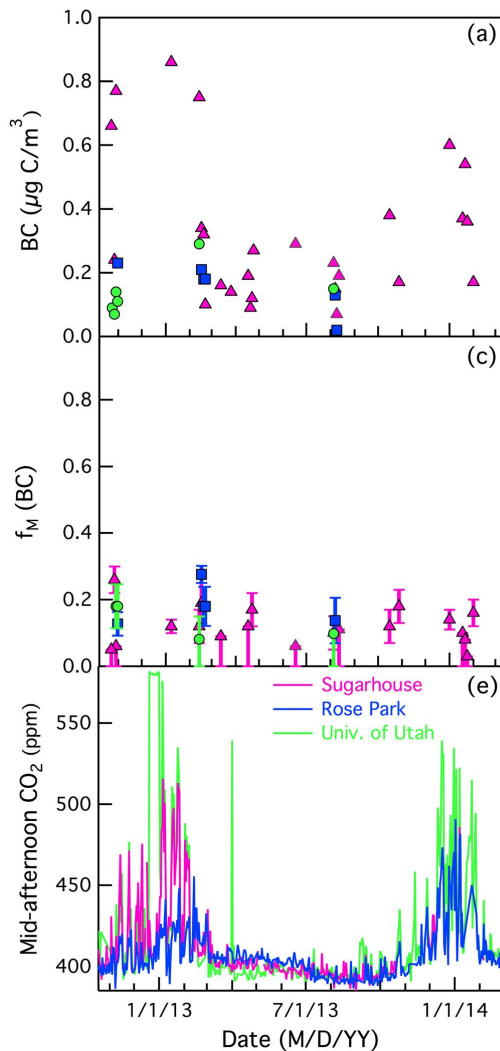 (a)
1.0
0.8
0.6
0.4
0.2
0.0
BC (µg C/m³)
(c)
0.8
0.6
0.4
0.2
0.0
f_M (BC)
(e)
Sugarhouse
Rose Park
Univ. of Utah
550
500
450
400
Mid-afternoon CO₂ (ppm)
1/1/13 7/1/13 1/1/14
Date (M/D/YY)